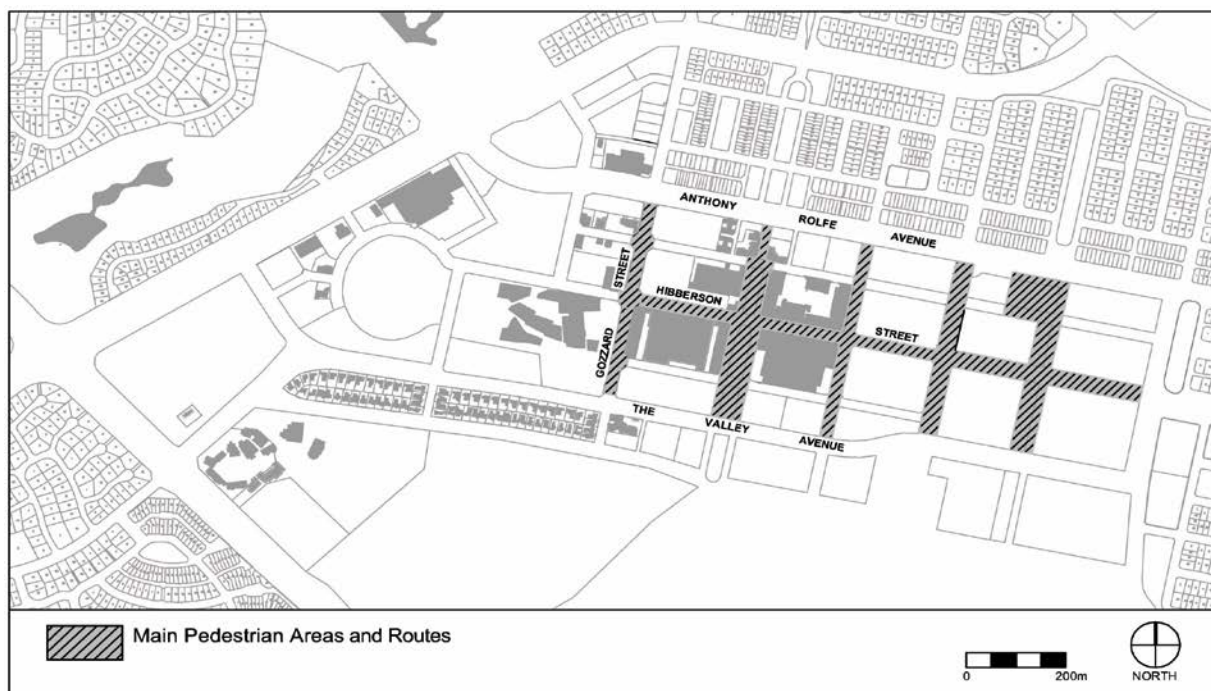 ANTHONY ROLFE AVENUE
GOZZARD STREET
HIBBERSON STREET
THE VALLEY AVENUE
Main Pedestrian Areas and Routes
0 200m
NORTH